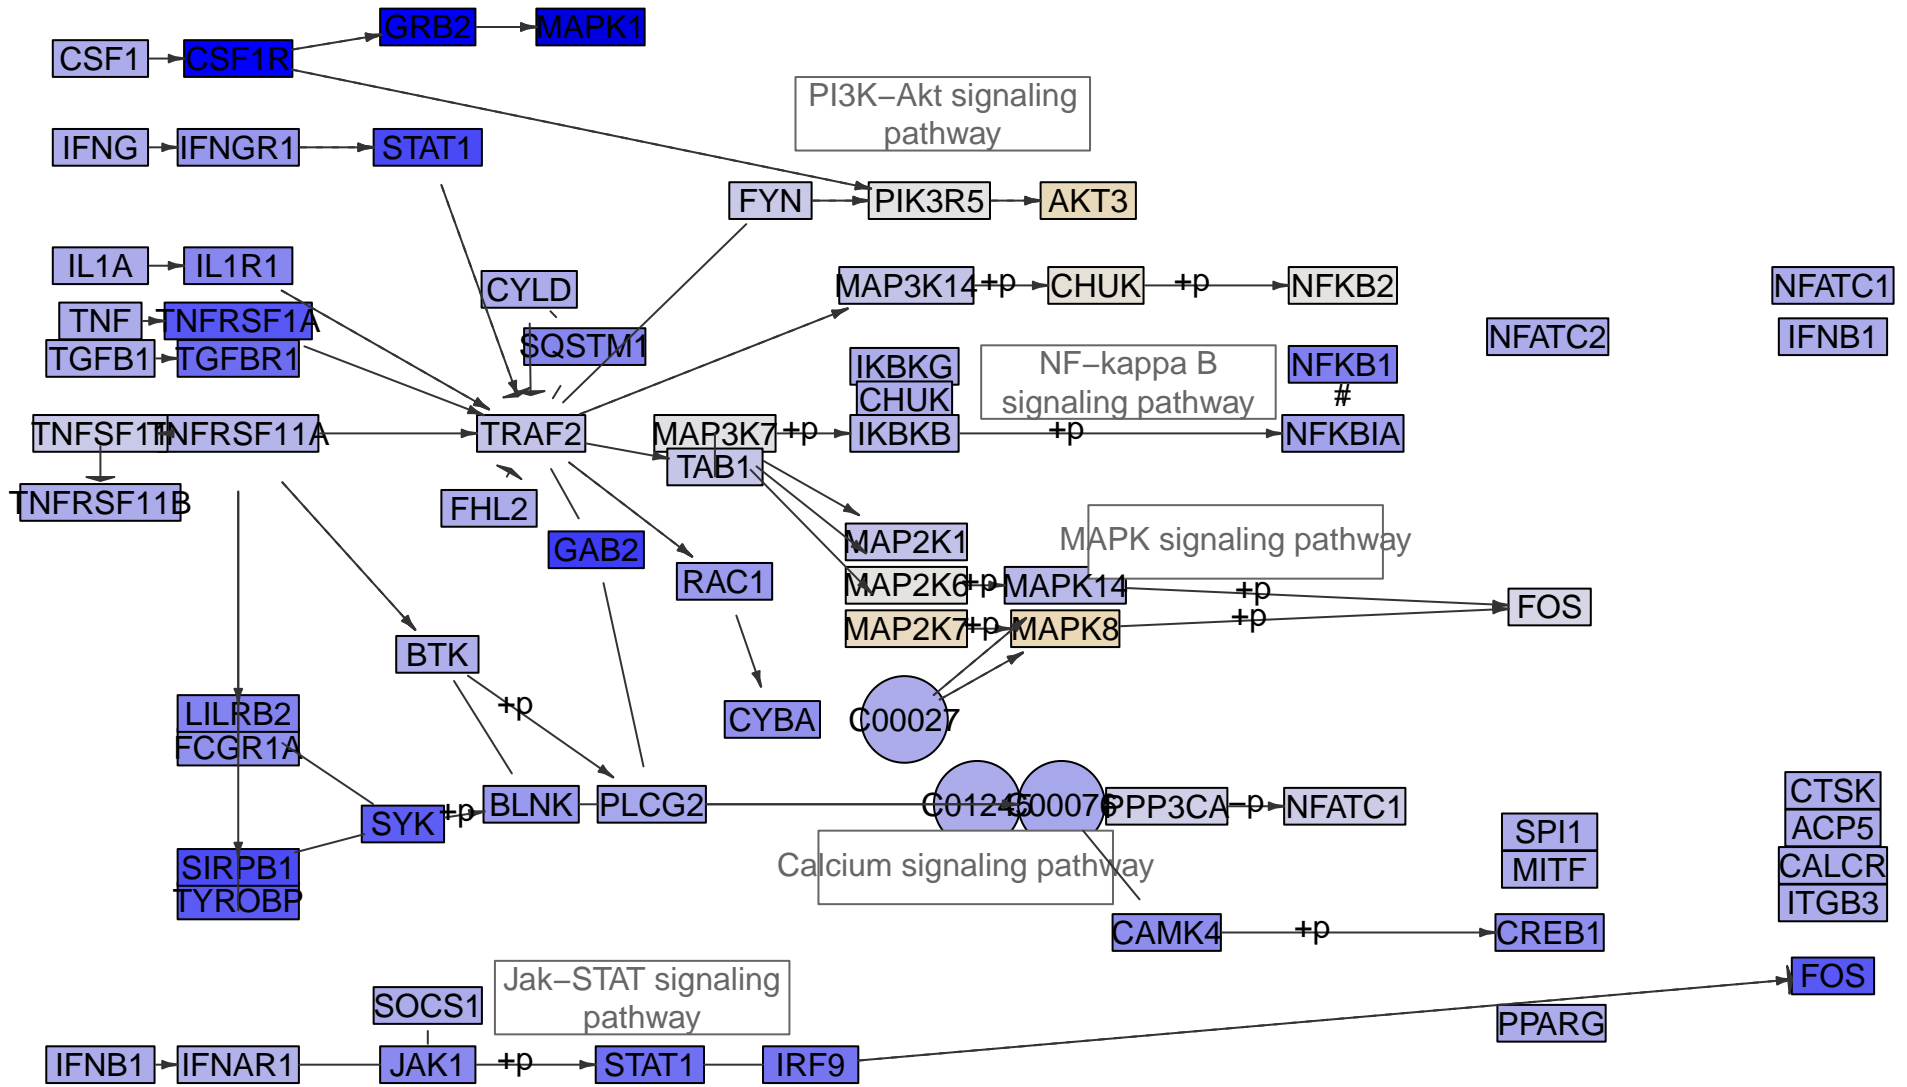 GRB2
MAPK1
CSF1
CSF1R
PI3K–Akt signaling
pathway
IFNG
IFNGR1
STAT1
FYN
PIK3R5
AKT3
IL1A
IL1R1
CYLD
MAP3K14
+p
CHUK
+p
NFKB2
NFATC1
TNF
TNFRSF1A
SQSTM1
NFATC2
IFNB1
TGFB1
TGFBR1
IKBKG
NF–kappa B
signaling pathway
NFKB1
#
CHUK
TNFRSF11A
TRAF2
MAP3K7
+p
IKBKB
+p
NFKBIA
TAB1
TNFRSF11B
FHL2
GAB2
MAP2K1
MAPK signaling pathway
RAC1
MAP2K6
+p
MAPK14
+p
FOS
MAP2K7
+p
MAPK8
+p
BTK
+p
LILRB2
CYBA
C00027
FCGR1A
SYK
+p
BLNK
PLCG2
C01245
C00076
PPP3CA
–p
NFATC1
CTSK
SPI1
ACP5
Calcium signaling pathway
SIRPB1
MITF
CALCR
TYROBP
ITGB3
CAMK4
+p
CREB1
Jak–STAT signaling
pathway
FOS
SOCS1
PPARG
IFNB1
IFNAR1
JAK1
+p
STAT1
IRF9